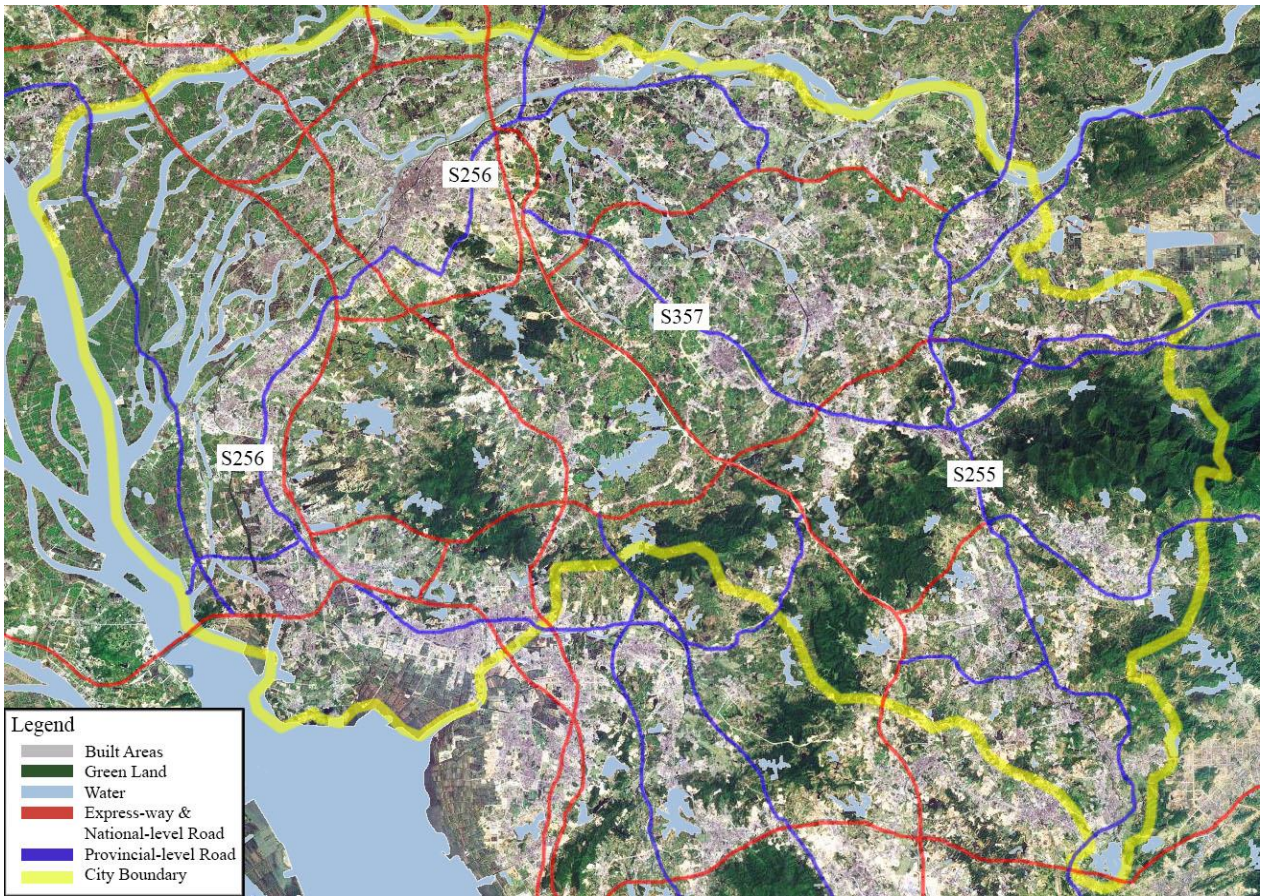 S256
S357
S256
S255
Legend
Built Areas
Green Land
Water
Express-way &
National-level Road
Provincial-level Road
City Boundary